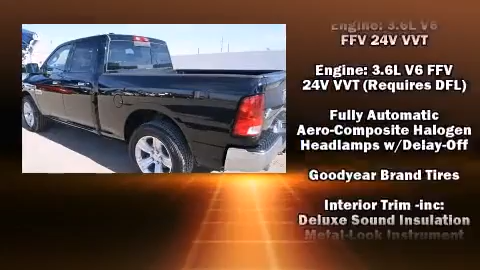 Engine: 3.6L V6
FFV 24V VVT
Engine: 3.6L V6 FFV
24V VVT (Requires DFL)
Fully Automatic
Aero-Composite Halogen
Headlamps w/Delay-Off
Goodyear Brand Tires
Interior Trim -inc:
Deluxe Sound Insulation
Metal-Look Instrument